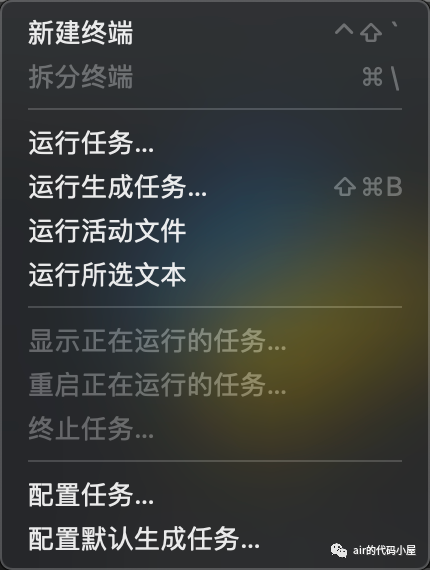 新建终端 ⌃⇧`
拆分终端 ⌘\
运行任务...
运行生成任务... ⇧⌘B
运行活动文件
运行所选文本
显示正在运行的任务...
重启正在运行的任务...
终止任务...
配置任务...
配置默认生成任务...
air的代码小屋